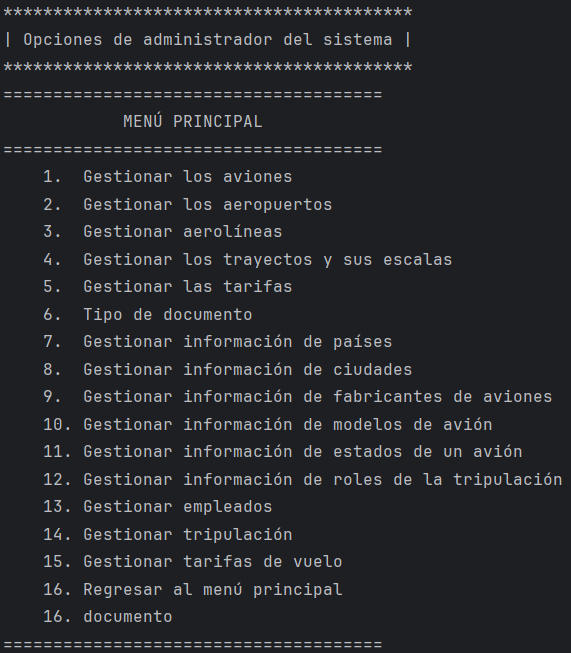 *****************************************
| Opciones de administrador del sistema |
*****************************************
======================================
MENÚ PRINCIPAL
======================================
1. Gestionar los aviones
2. Gestionar los aeropuertos
3. Gestionar aerolíneas
4. Gestionar los trayectos y sus escalas
5. Gestionar las tarifas
6. Tipo de documento
7. Gestionar información de países
8. Gestionar información de ciudades
9. Gestionar información de fabricantes de aviones
10. Gestionar información de modelos de avión
11. Gestionar información de estados de un avión
12. Gestionar información de roles de la tripulación
13. Gestionar empleados
14. Gestionar tripulación
15. Gestionar tarifas de vuelo
16. Regresar al menú principal
16. documento
======================================